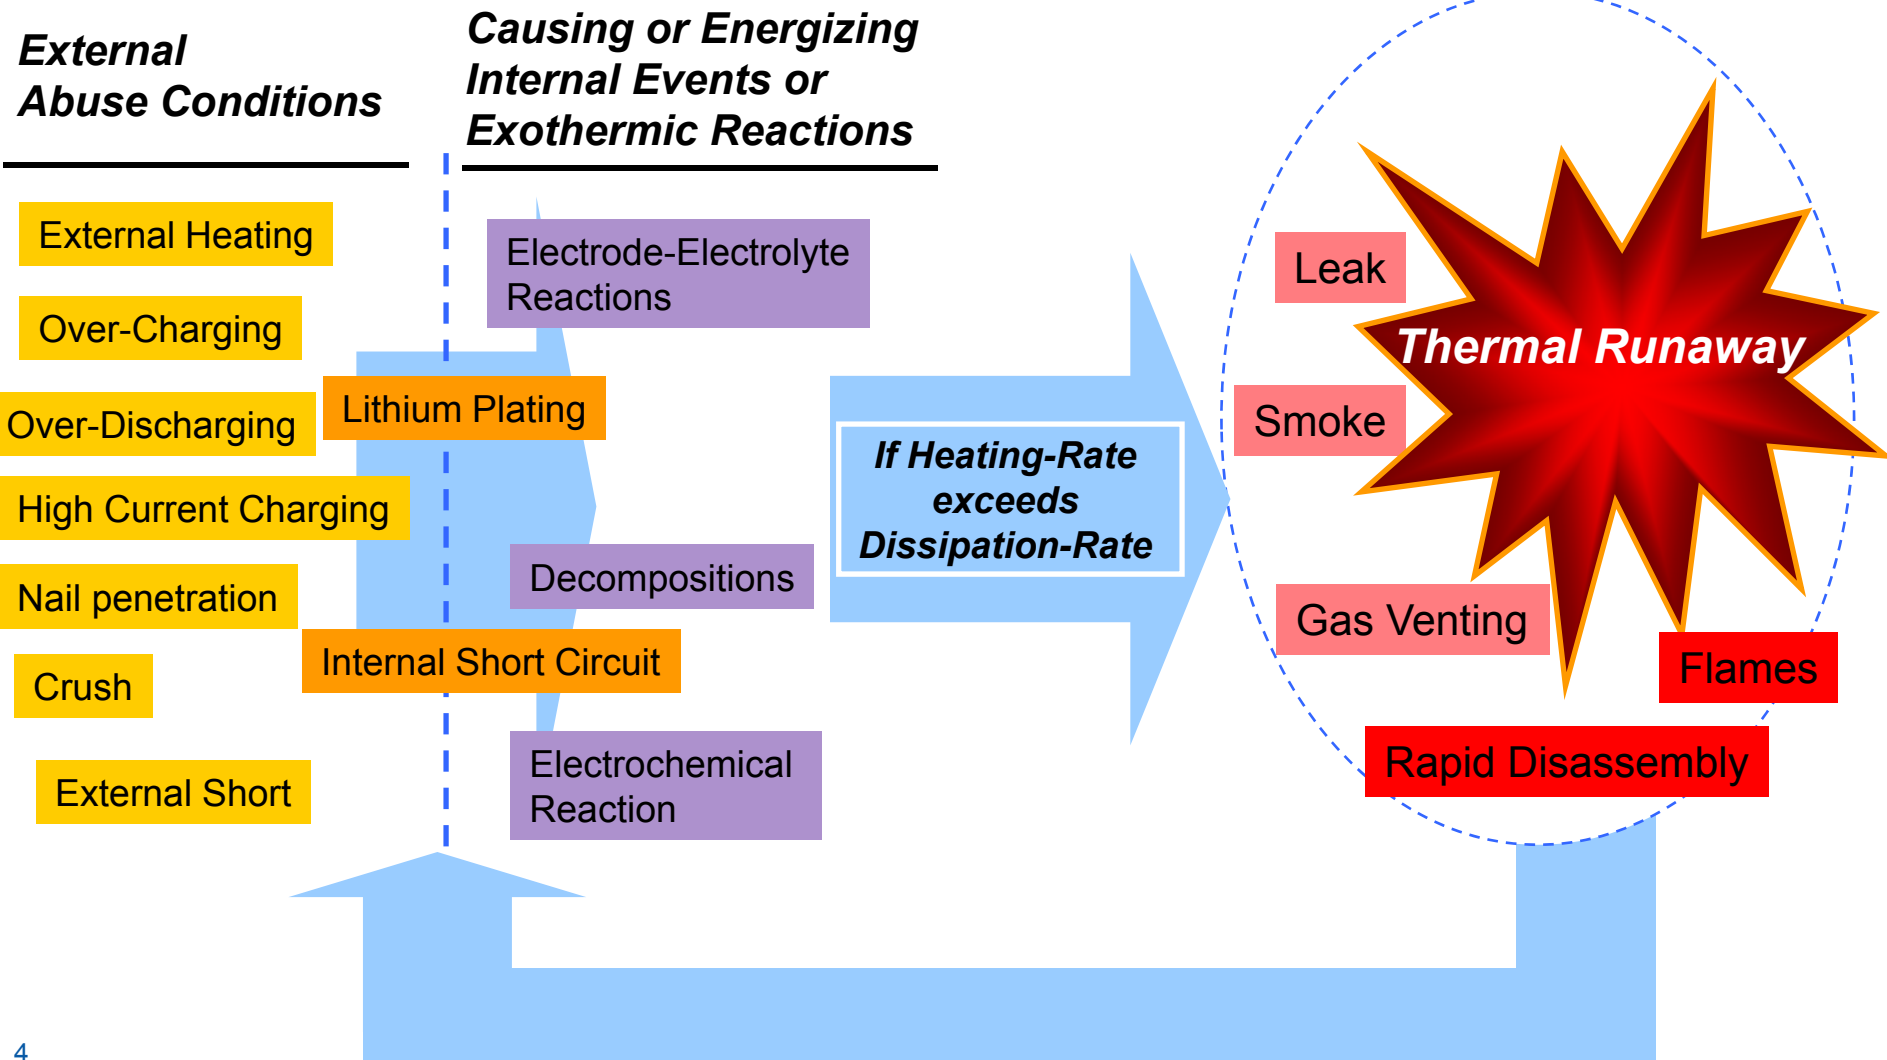 External
Abuse Conditions
Causing or Energizing
Internal Events or
Exothermic Reactions
External Heating
Over-Charging
Over-Discharging
High Current Charging
Nail penetration
Crush
External Short
Lithium Plating
Internal Short Circuit
Electrode-Electrolyte
Reactions
Decompositions
Electrochemical
Reaction
If Heating-Rate
exceeds
Dissipation-Rate
Leak
Thermal Runaway
Smoke
Gas Venting
Flames
Rapid Disassembly
4